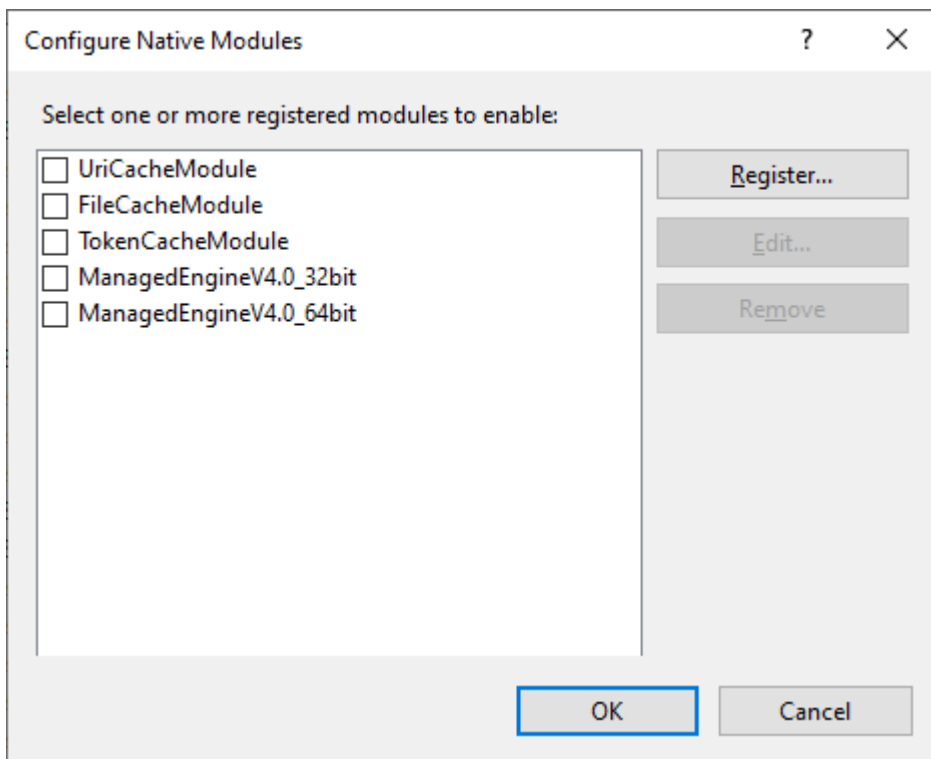 Configure Native Modules
?
Select one or more registered modules to enable:
UriCacheModule
FileCacheModule
TokenCacheModule
ManagedEngineV4.0_32bit
ManagedEngineV4.0_64bit
Register...
Edit...
Remove
OK
Cancel